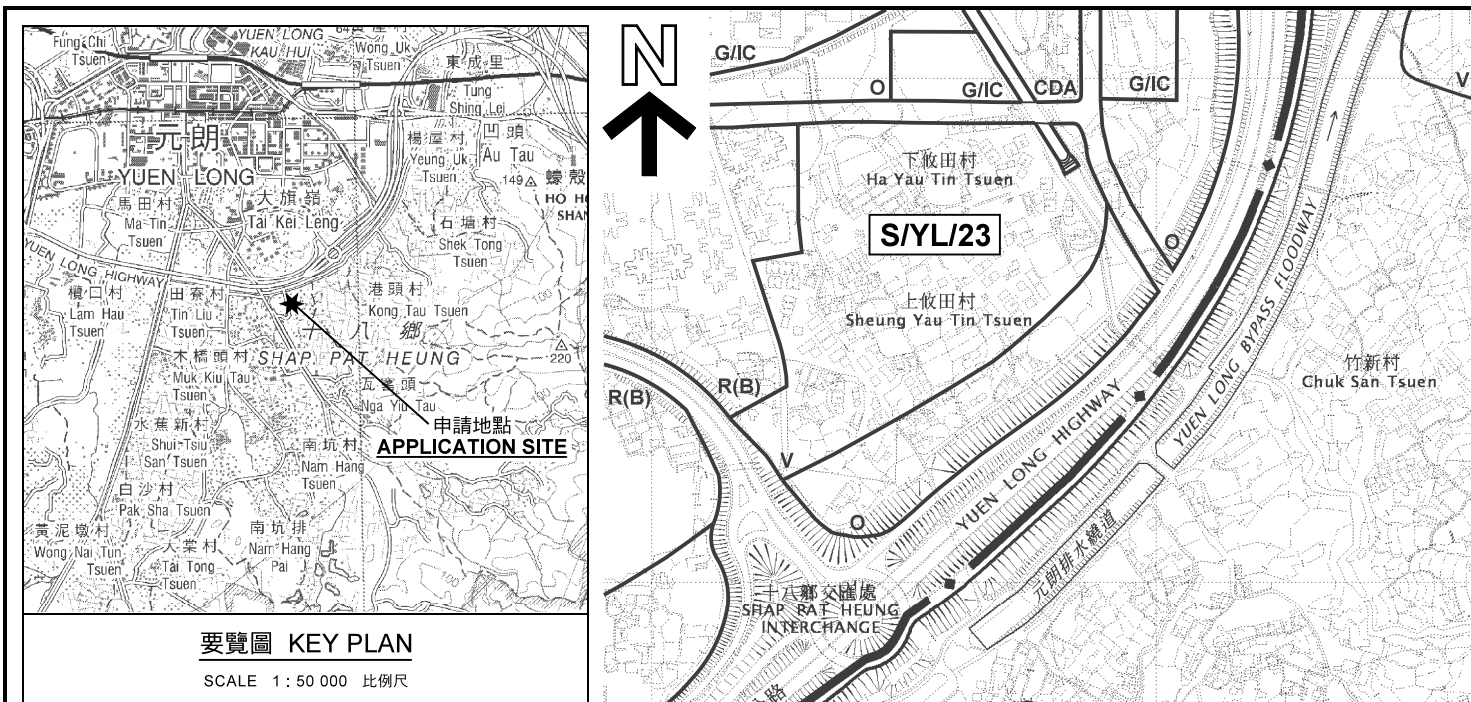 Fung Chi
Tsuen
YUEN LONG
KAU HUI
Wong Uk
Tsuen
東成里
Tung
Shing Lei
元朗
YUEN LONG
楊屋村
Yeung Uk
Tsuen
凹頭
Au Tau
149
蠔殼
HO HO
SHAN
馬田村
Ma Tin
Tsuen
大旗嶺
Tai Kei Leng
石塘村
Shek Tong
Tsuen
YUEN LONG HIGHWAY
欖口村
Lam Hau
Tsuen
田寮村
Tin Liu
Tsuen
港頭村
Kong Tau Tsuen
100
十八鄉
SHAP PAT HEUNG
220
木橋頭村
Muk Kiu Tau
Tsuen
瓦窰頭
Nga Yiu Tau
申請地點
APPLICATION SITE
水蕉新村
Shui Tsiu
San Tsuen
南坑村
Nam Hang
Tsuen
白沙村
Pak Sha Tsuen
黃泥墩村
Wong Nai Tun
Tsuen
大棠村
Tai Tong
Tsuen
南坑排
Nam Hang
Pai
100
要覽圖 KEY PLAN
SCALE 1 : 50 000 比例尺
N
G/IC
O
G/IC
CDA
G/IC
V
下攸田村
Ha Yau Tin Tsuen
S/YL/23
O
上攸田村
Sheung Yau Tin Tsuen
R(B)
R(B)
V
O
YUEN LONG HIGHWAY
YUEN LONG BYPASS FLOODWAY
元朗排水繞道
竹新村
Chuk San Tsuen
十八鄉交匯處
SHAP PAT HEUNG
INTERCHANGE
公路